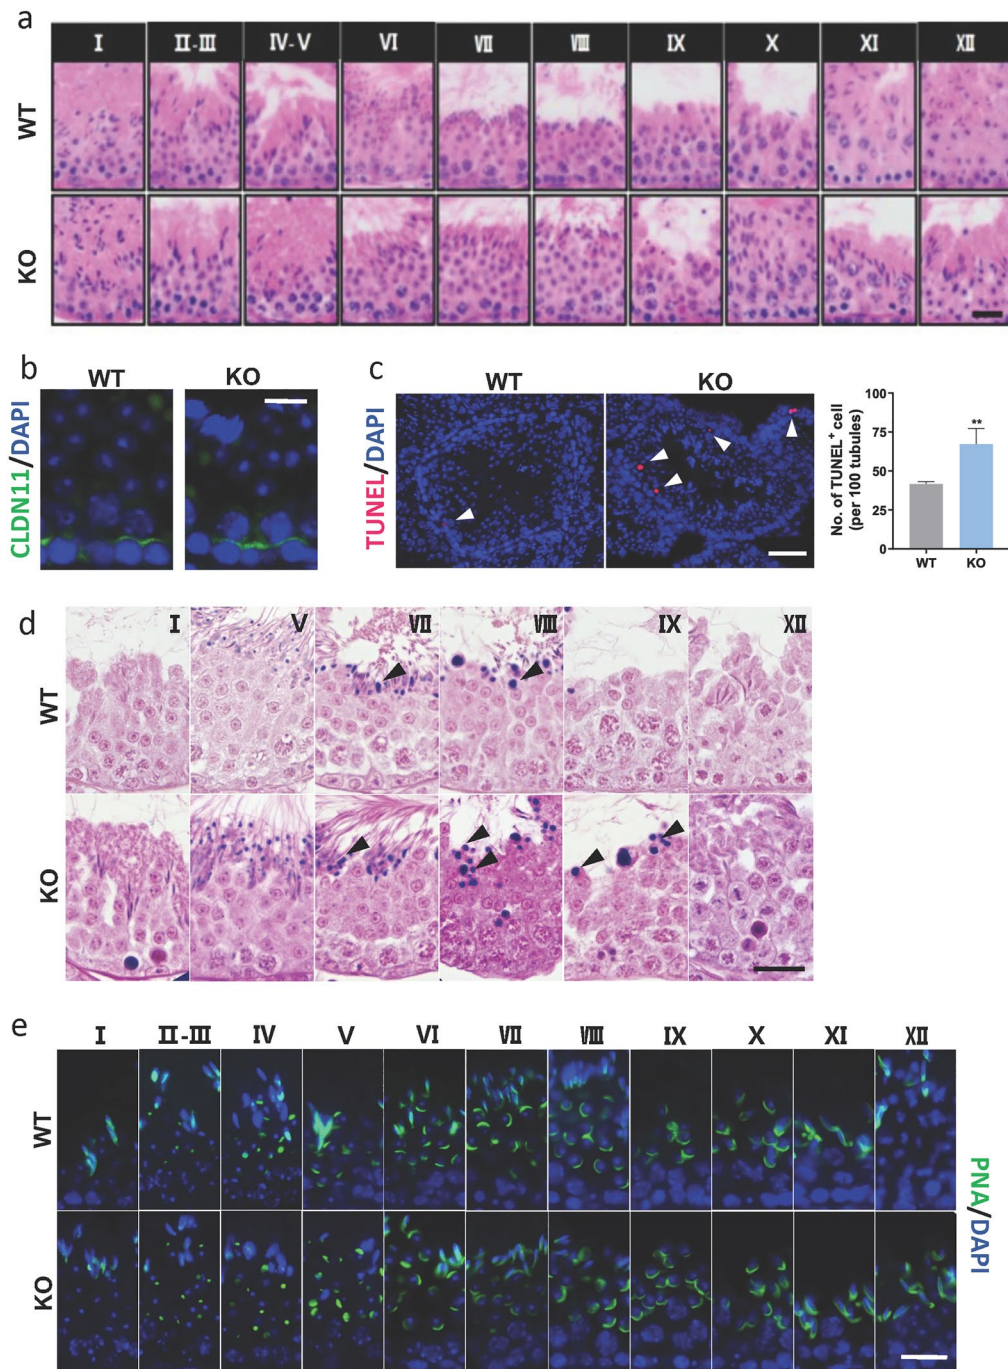 a
I II-III IV-V VI VII VIII IX X XI XII
WT
KO
b
WT KO
CLDN11/DAPI
c
WT KO
TUNEL/DAPI
No. of TUNEL+ cell
(per 100 tubules)
100
75
50
25
0
**
WT KO
d
I V VII VIII IX XII
WT
KO
e
I II-III IV V VI VII VIII IX X XI XII
WT
KO
PNA/DAPI